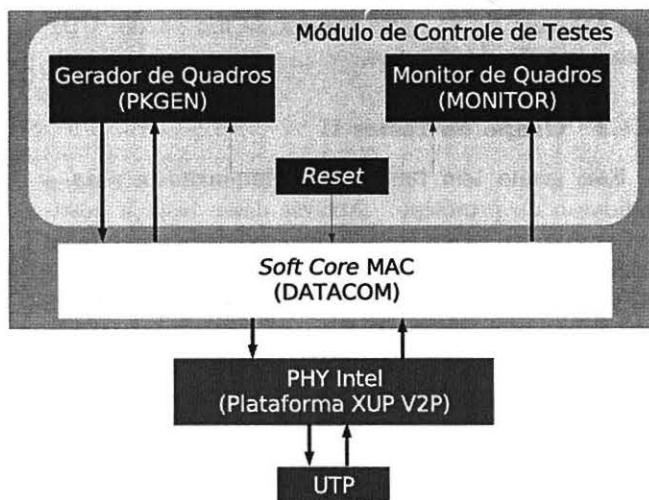 Módulo de Controle de Testes
Gerador de Quadros
(PKGEN)
Monitor de Quadros
(MONITOR)
Reset
Soft Core MAC
(DATACOM)
PHY Intel
(Plataforma XUP V2P)
UTP